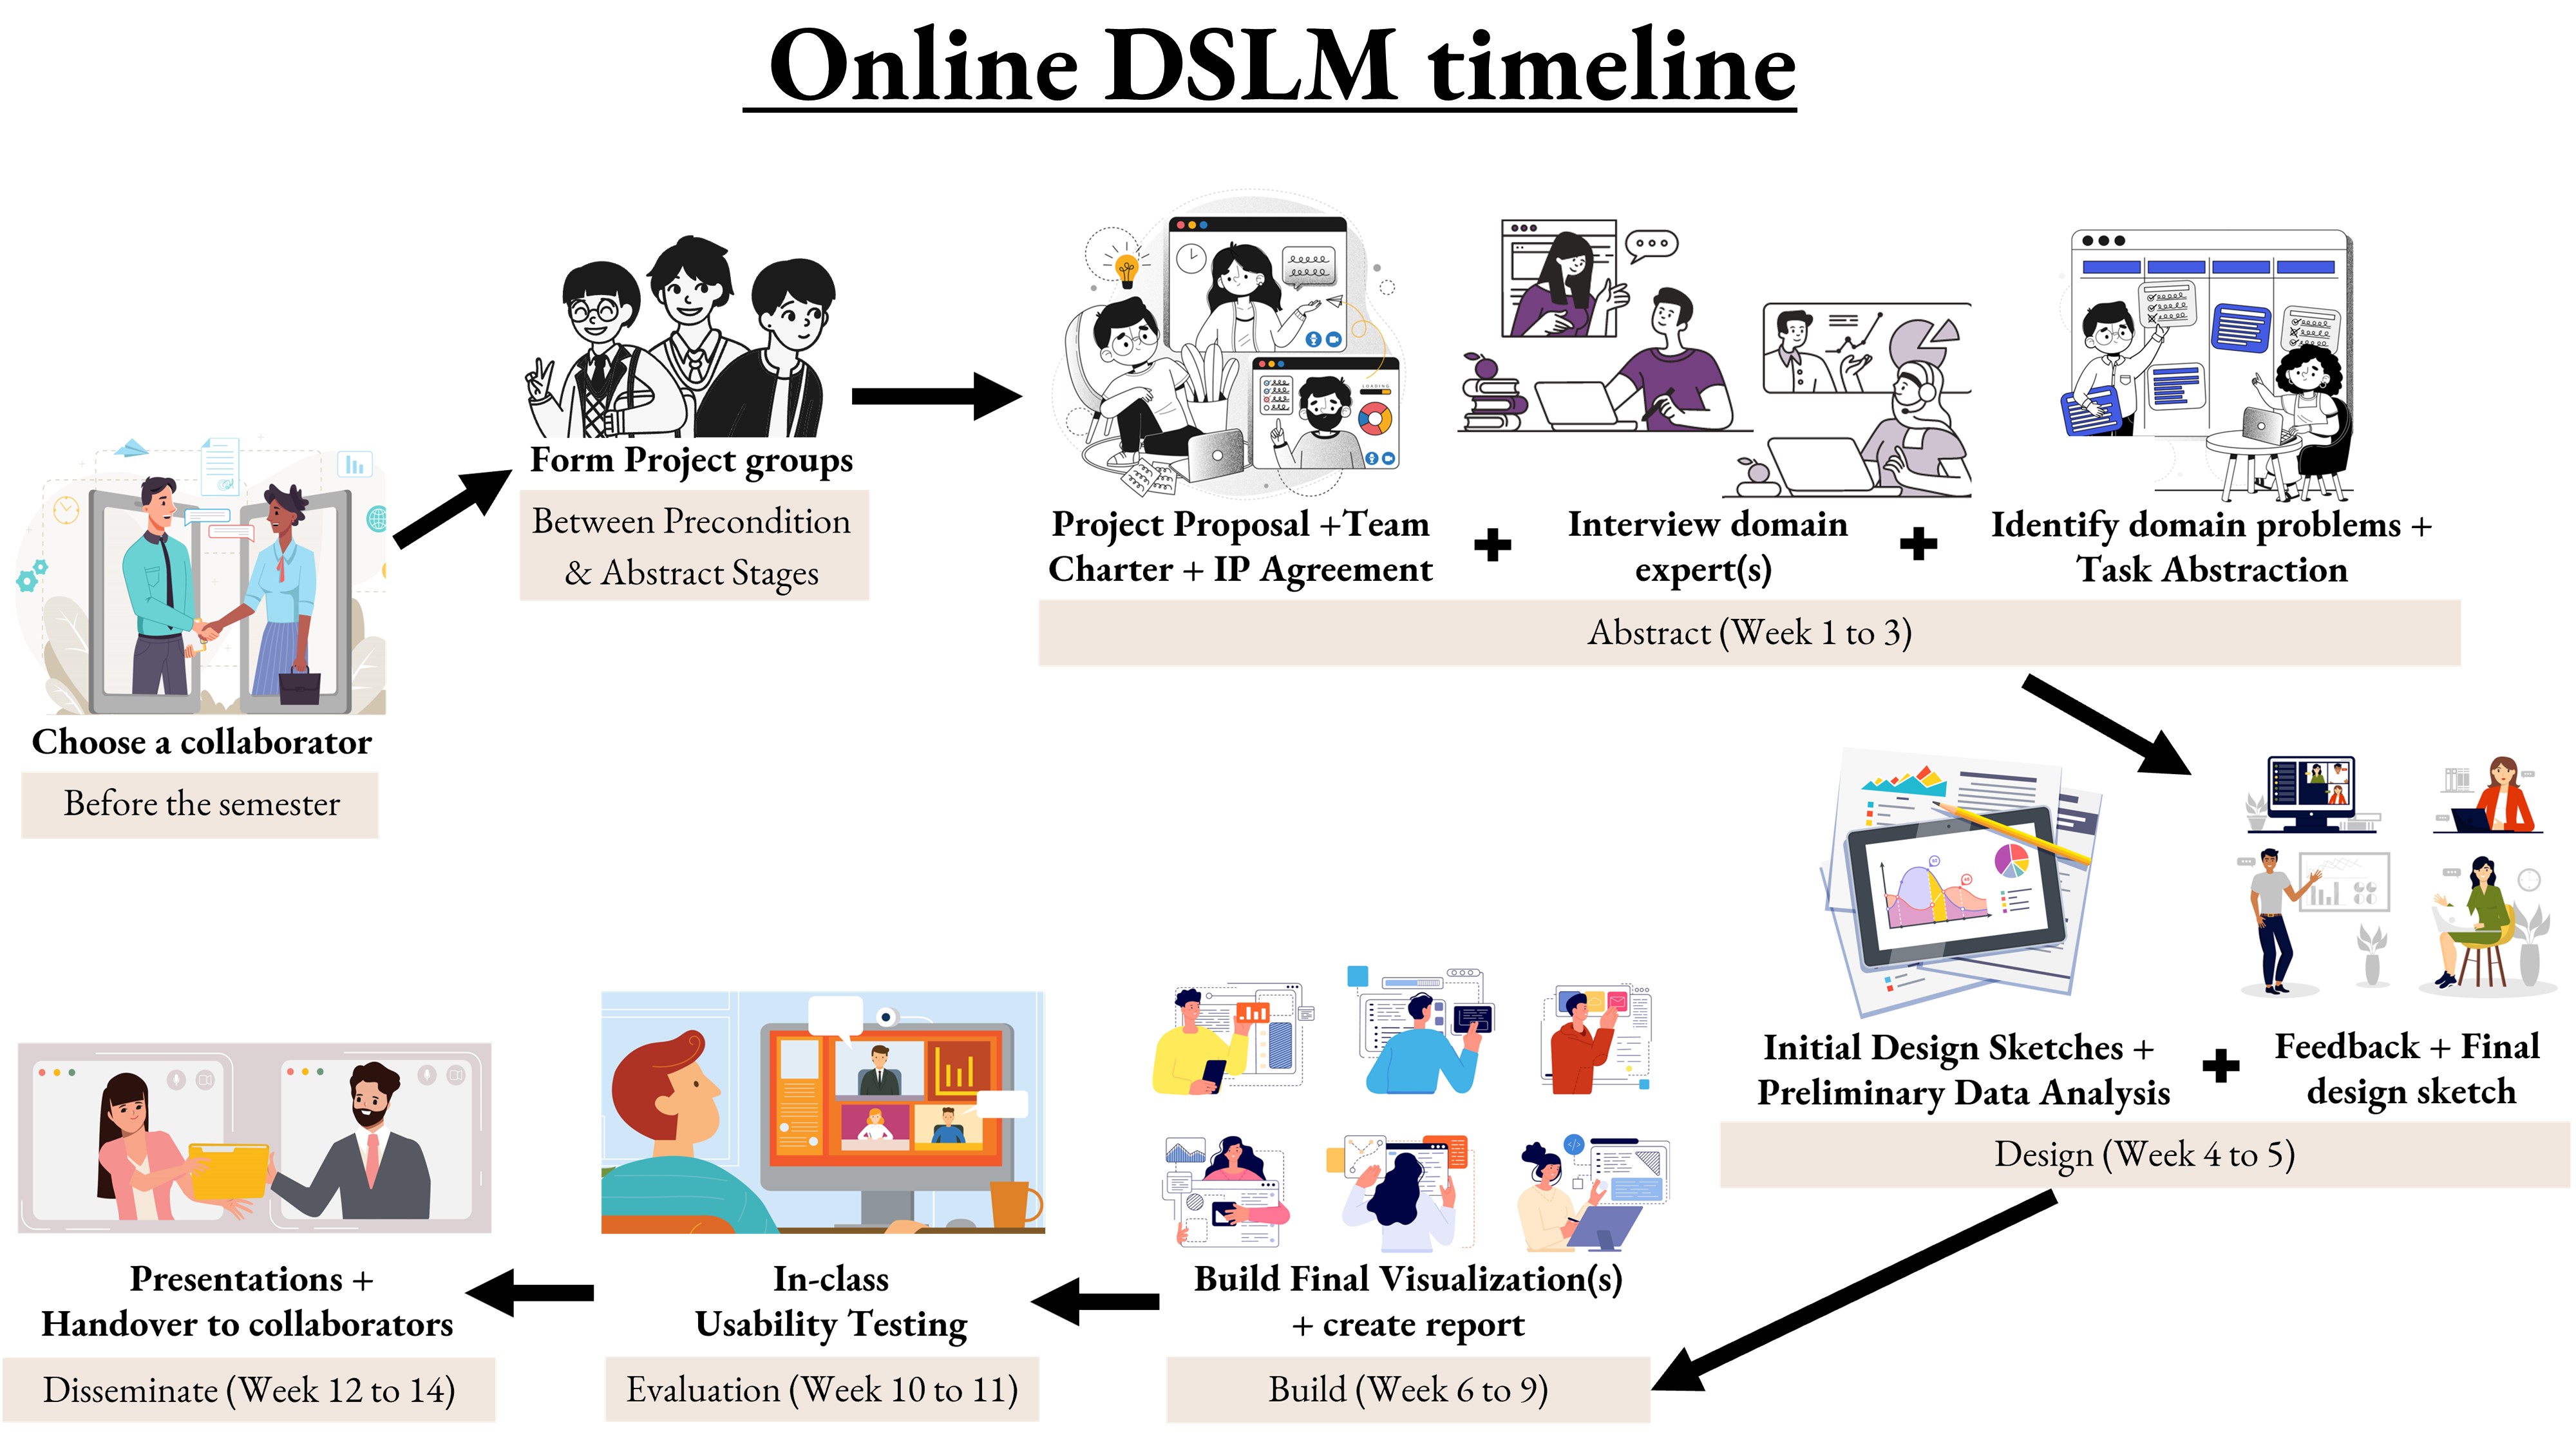 Online DSLM timeline
Choose a collaborator
Before the semester
Form Project groups
Between Precondition
& Abstract Stages
Project Proposal +Team
Charter + IP Agreement
+
Interview domain
expert(s)
+
Identify domain problems +
Task Abstraction
Abstract (Week 1 to 3)
Initial Design Sketches +
Preliminary Data Analysis
+
Feedback + Final
design sketch
Design (Week 4 to 5)
Build Final Visualization(s)
+ create report
Build (Week 6 to 9)
In-class
Usability Testing
Evaluation (Week 10 to 11)
Presentations +
Handover to collaborators
Disseminate (Week 12 to 14)
LOADING